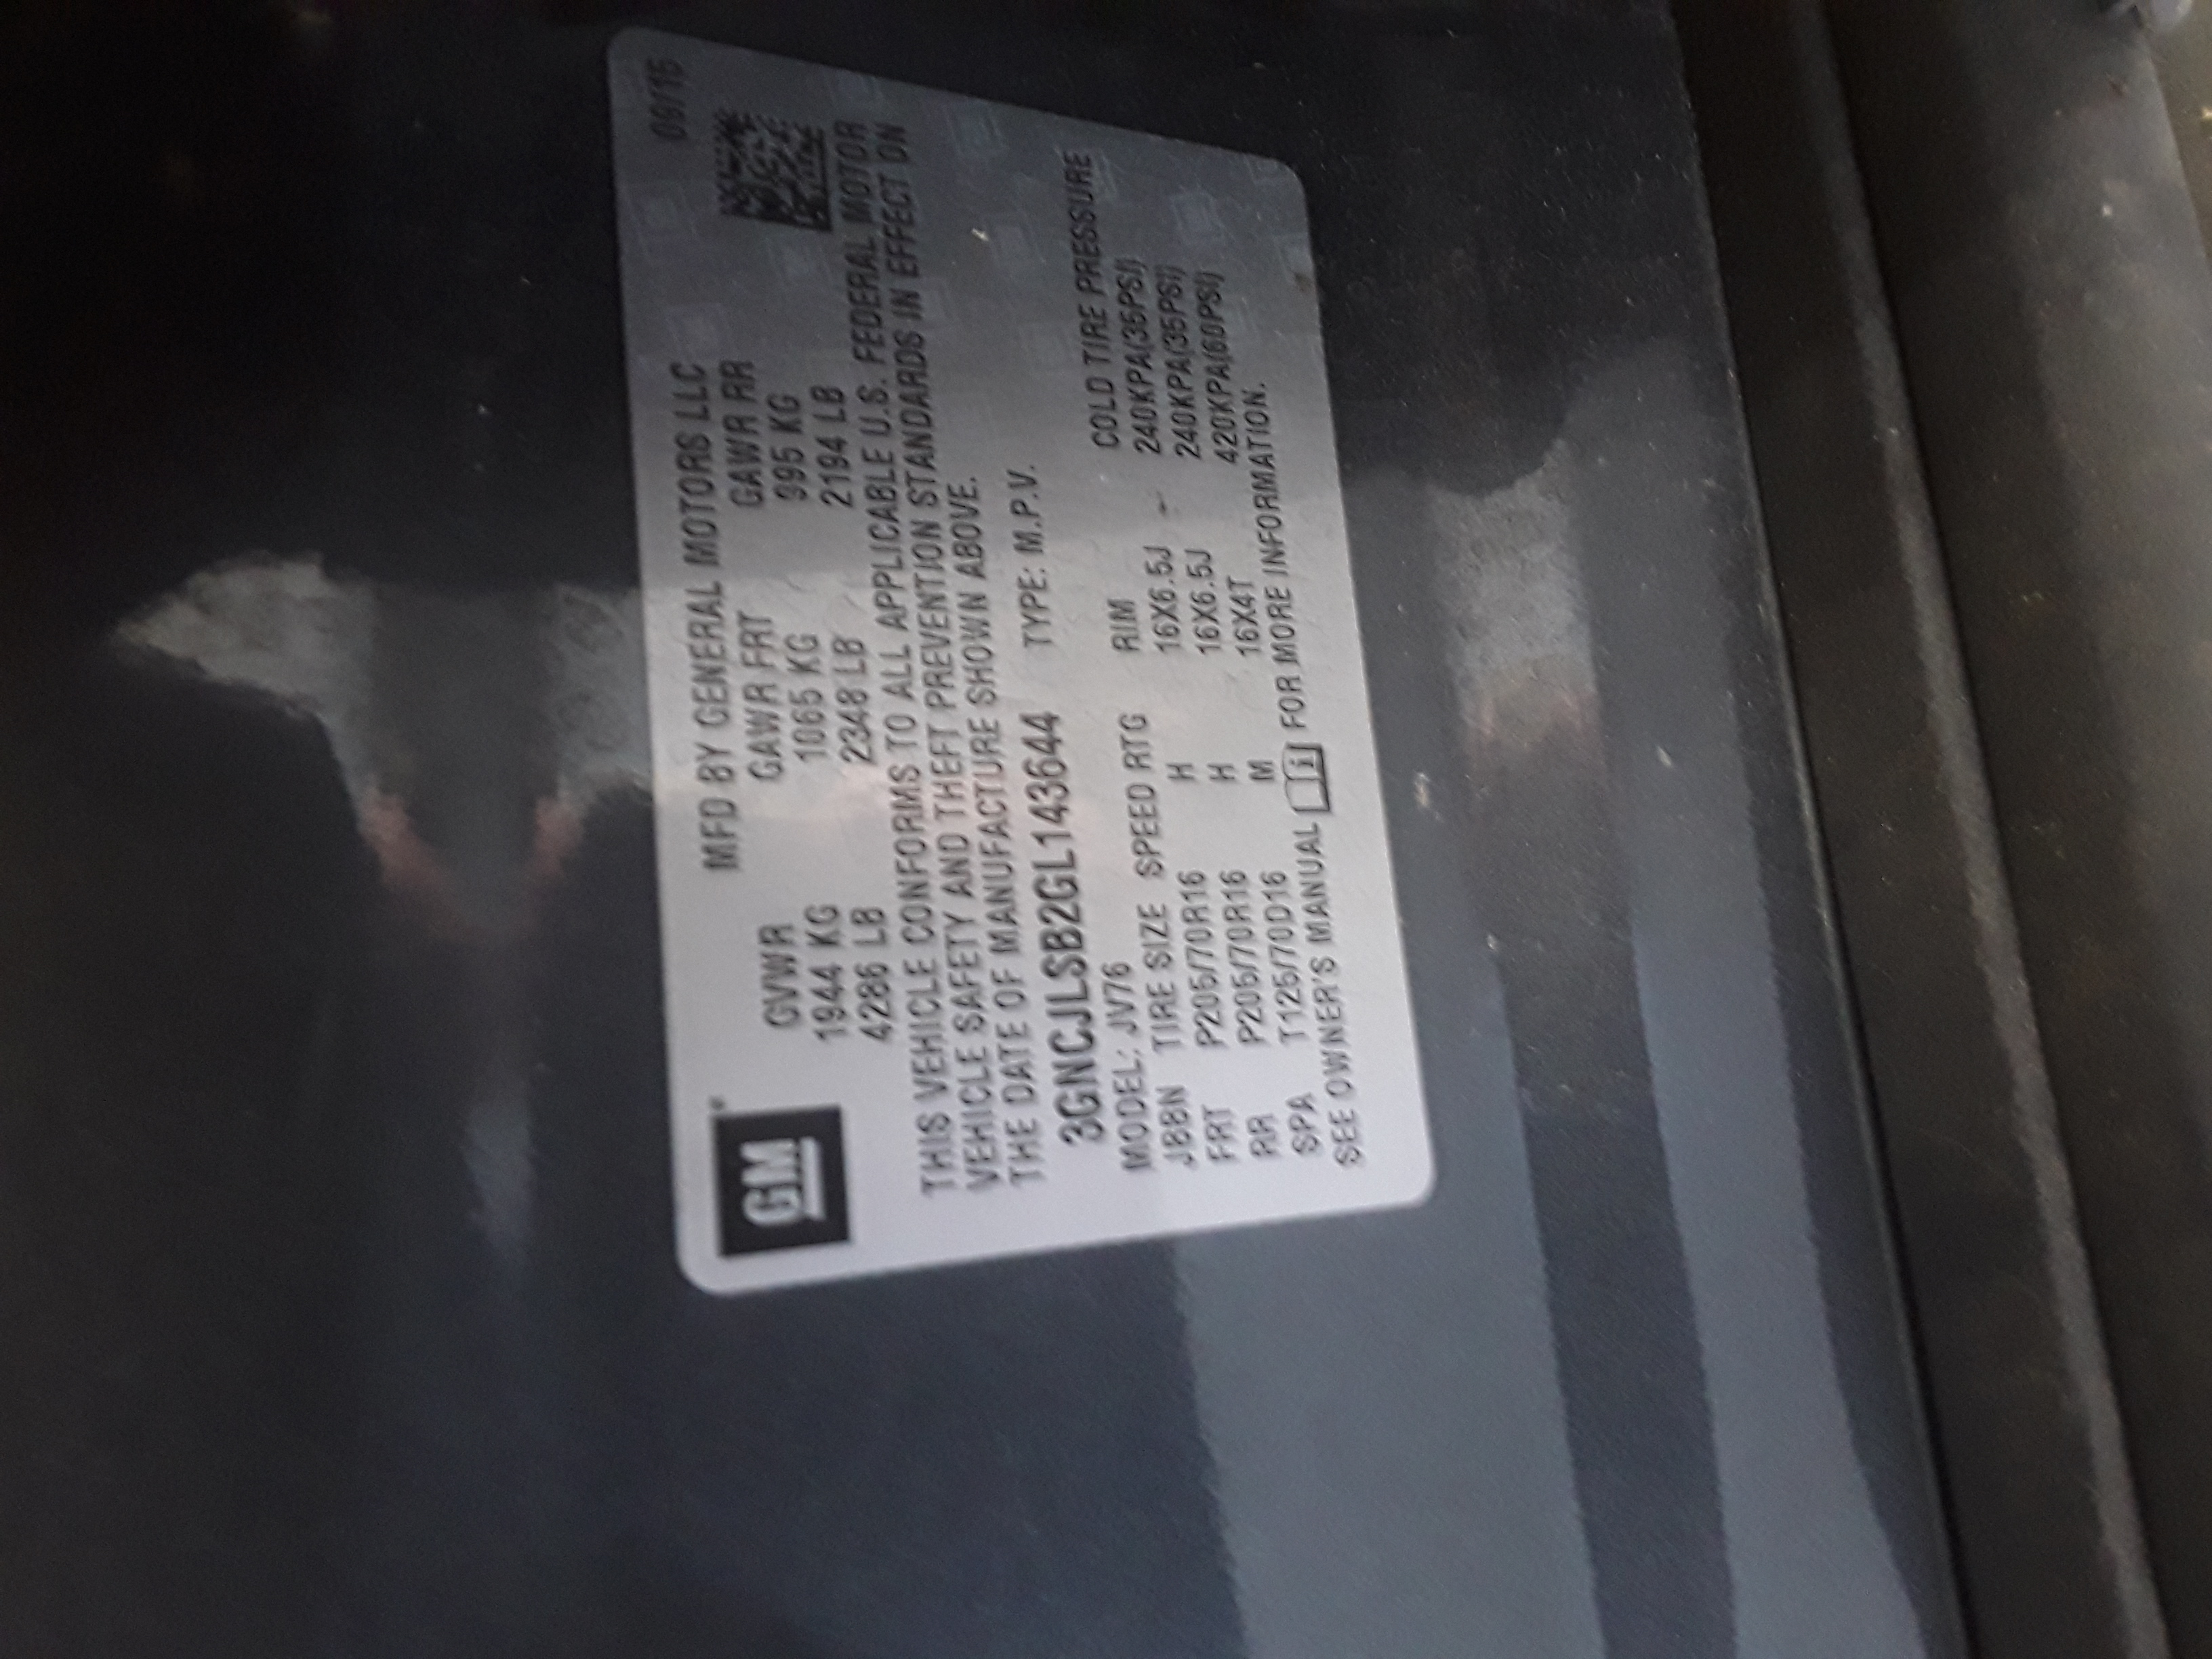 09/15
GM
MFD BY GENERAL MOTORS LLC
GVWR GAWR FRT GAWR RR
1944 KG 1065 KG 995 KG
4286 LB 2348 LB 2194 LB
THIS VEHICLE CONFORMS TO ALL APPLICABLE U.S. FEDERAL MOTOR
VEHICLE SAFETY AND THEFT PREVENTION STANDARDS IN EFFECT ON
THE DATE OF MANUFACTURE SHOWN ABOVE.
3GNCJLSB2GL143644 TYPE: M.P.V.
MODEL: JV76
JBBN TIRE SIZE SPEED RTG RIM COLD TIRE PRESSURE
FRT P205/70R16 H 16X6.5J 240KPA(35PSI)
RR P205/70R16 H 16X6.5J 240KPA(35PSI)
SPA T125/70D16 M 16X4T 420KPA(60PSI)
SEE OWNER'S MANUAL FOR MORE INFORMATION.